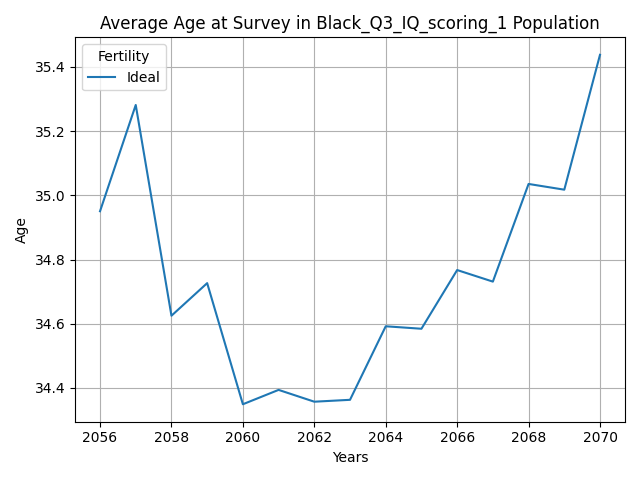 Average Age at Survey in Black_Q3_IQ_scoring_1 Population
Fertility
Ideal
35.4
35.2
35.0
34.8
34.6
34.4
Age
2056 2058 2060 2062 2064 2066 2068 2070
Years